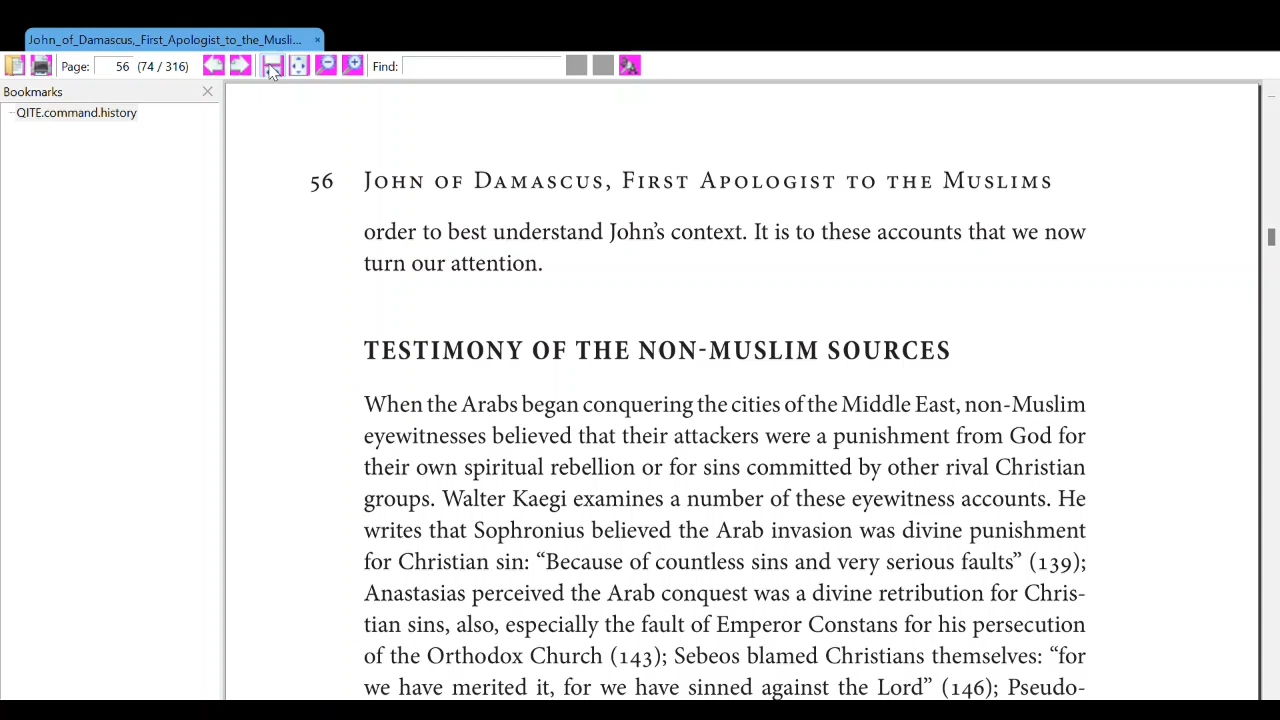 John_of_Damascus,_First_Apologist_to_the_Musli...
Page: 56 (74 / 316) Find:
Bookmarks
QITE.command.history
56 John of Damascus, First Apologist to the Muslims
order to best understand John’s context. It is to these accounts that we now
turn our attention.
TESTIMONY OF THE NON-MUSLIM SOURCES
When the Arabs began conquering the cities of the Middle East, non-Muslim
eyewitnesses believed that their attackers were a punishment from God for
their own spiritual rebellion or for sins committed by other rival Christian
groups. Walter Kaegi examines a number of these eyewitness accounts. He
writes that Sophronius believed the Arab invasion was divine punishment
for Christian sin: “Because of countless sins and very serious faults” (139);
Anastasias perceived the Arab conquest was a divine retribution for Chris-
tian sins, also, especially the fault of Emperor Constans for his persecution
of the Orthodox Church (143); Sebeos blamed Christians themselves: “for
we have merited it, for we have sinned against the Lord” (146); Pseudo-